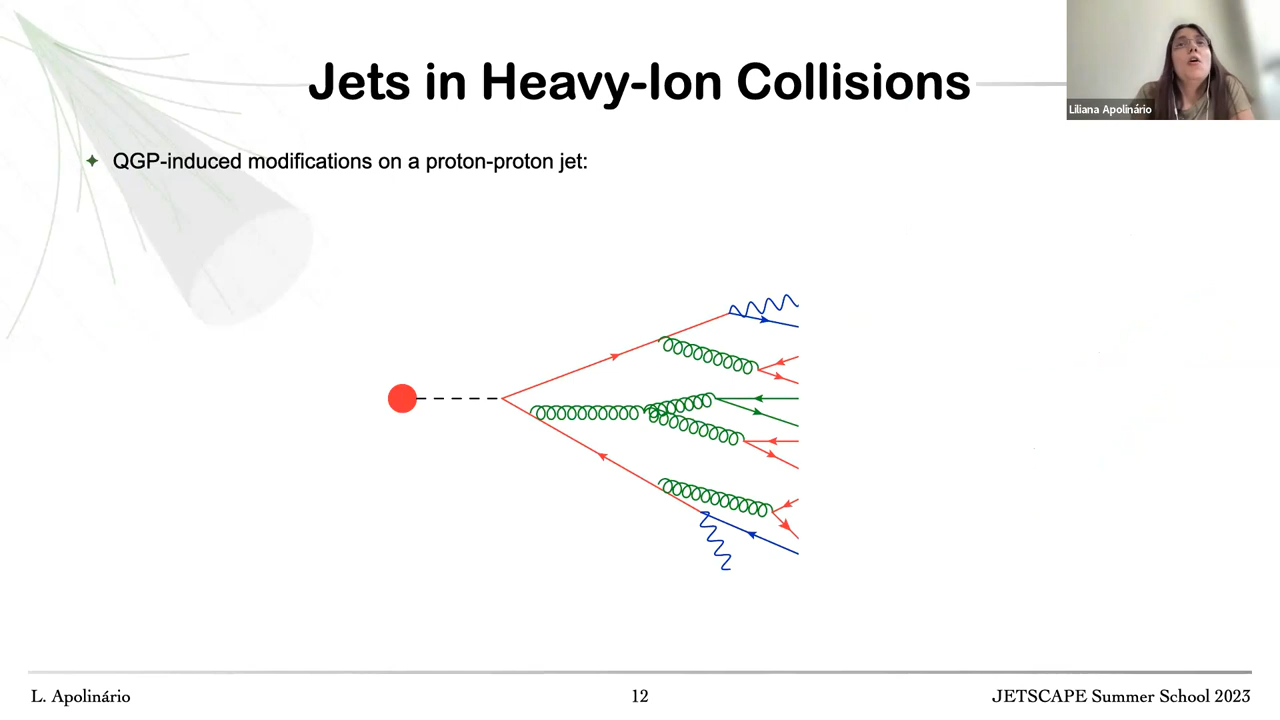 Jets in Heavy-Ion Collisions
Liliana Apolinário
QGP-induced modifications on a proton-proton jet:
L. Apolinário
12
JETSCAPE Summer School 2023